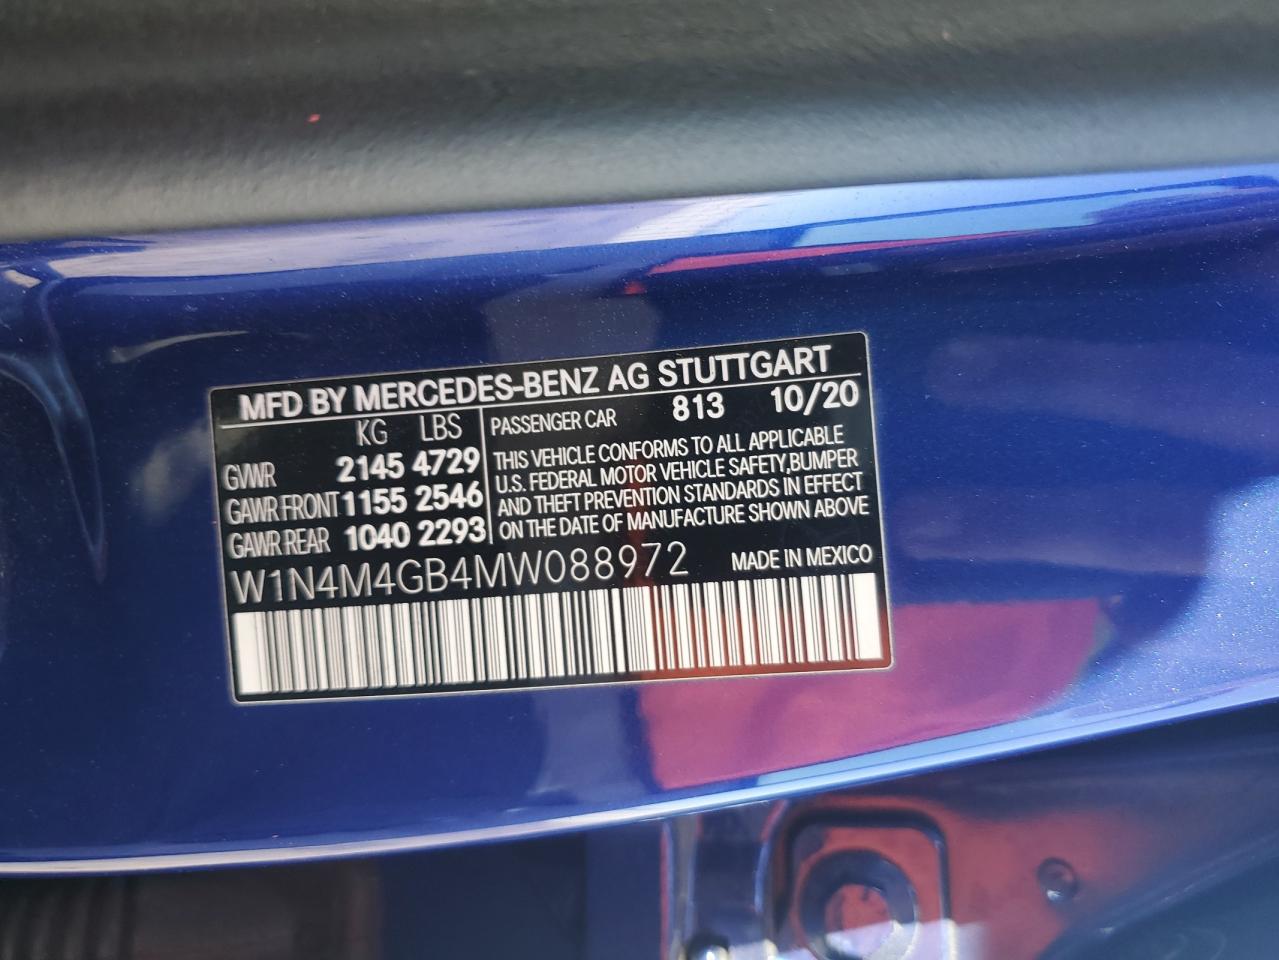 MFD BY MERCEDES-BENZ AG STUTTGART
KG LBS
GVWR 2145 4729
GAWR FRONT 1155 2546
GAWR REAR 1040 2293
PASSENGER CAR 813 10/20
THIS VEHICLE CONFORMS TO ALL APPLICABLE
U.S. FEDERAL MOTOR VEHICLE SAFETY,BUMPER
AND THEFT PREVENTION STANDARDS IN EFFECT
ON THE DATE OF MANUFACTURE SHOWN ABOVE
W1N4M4GB4MW088972 MADE IN MEXICO